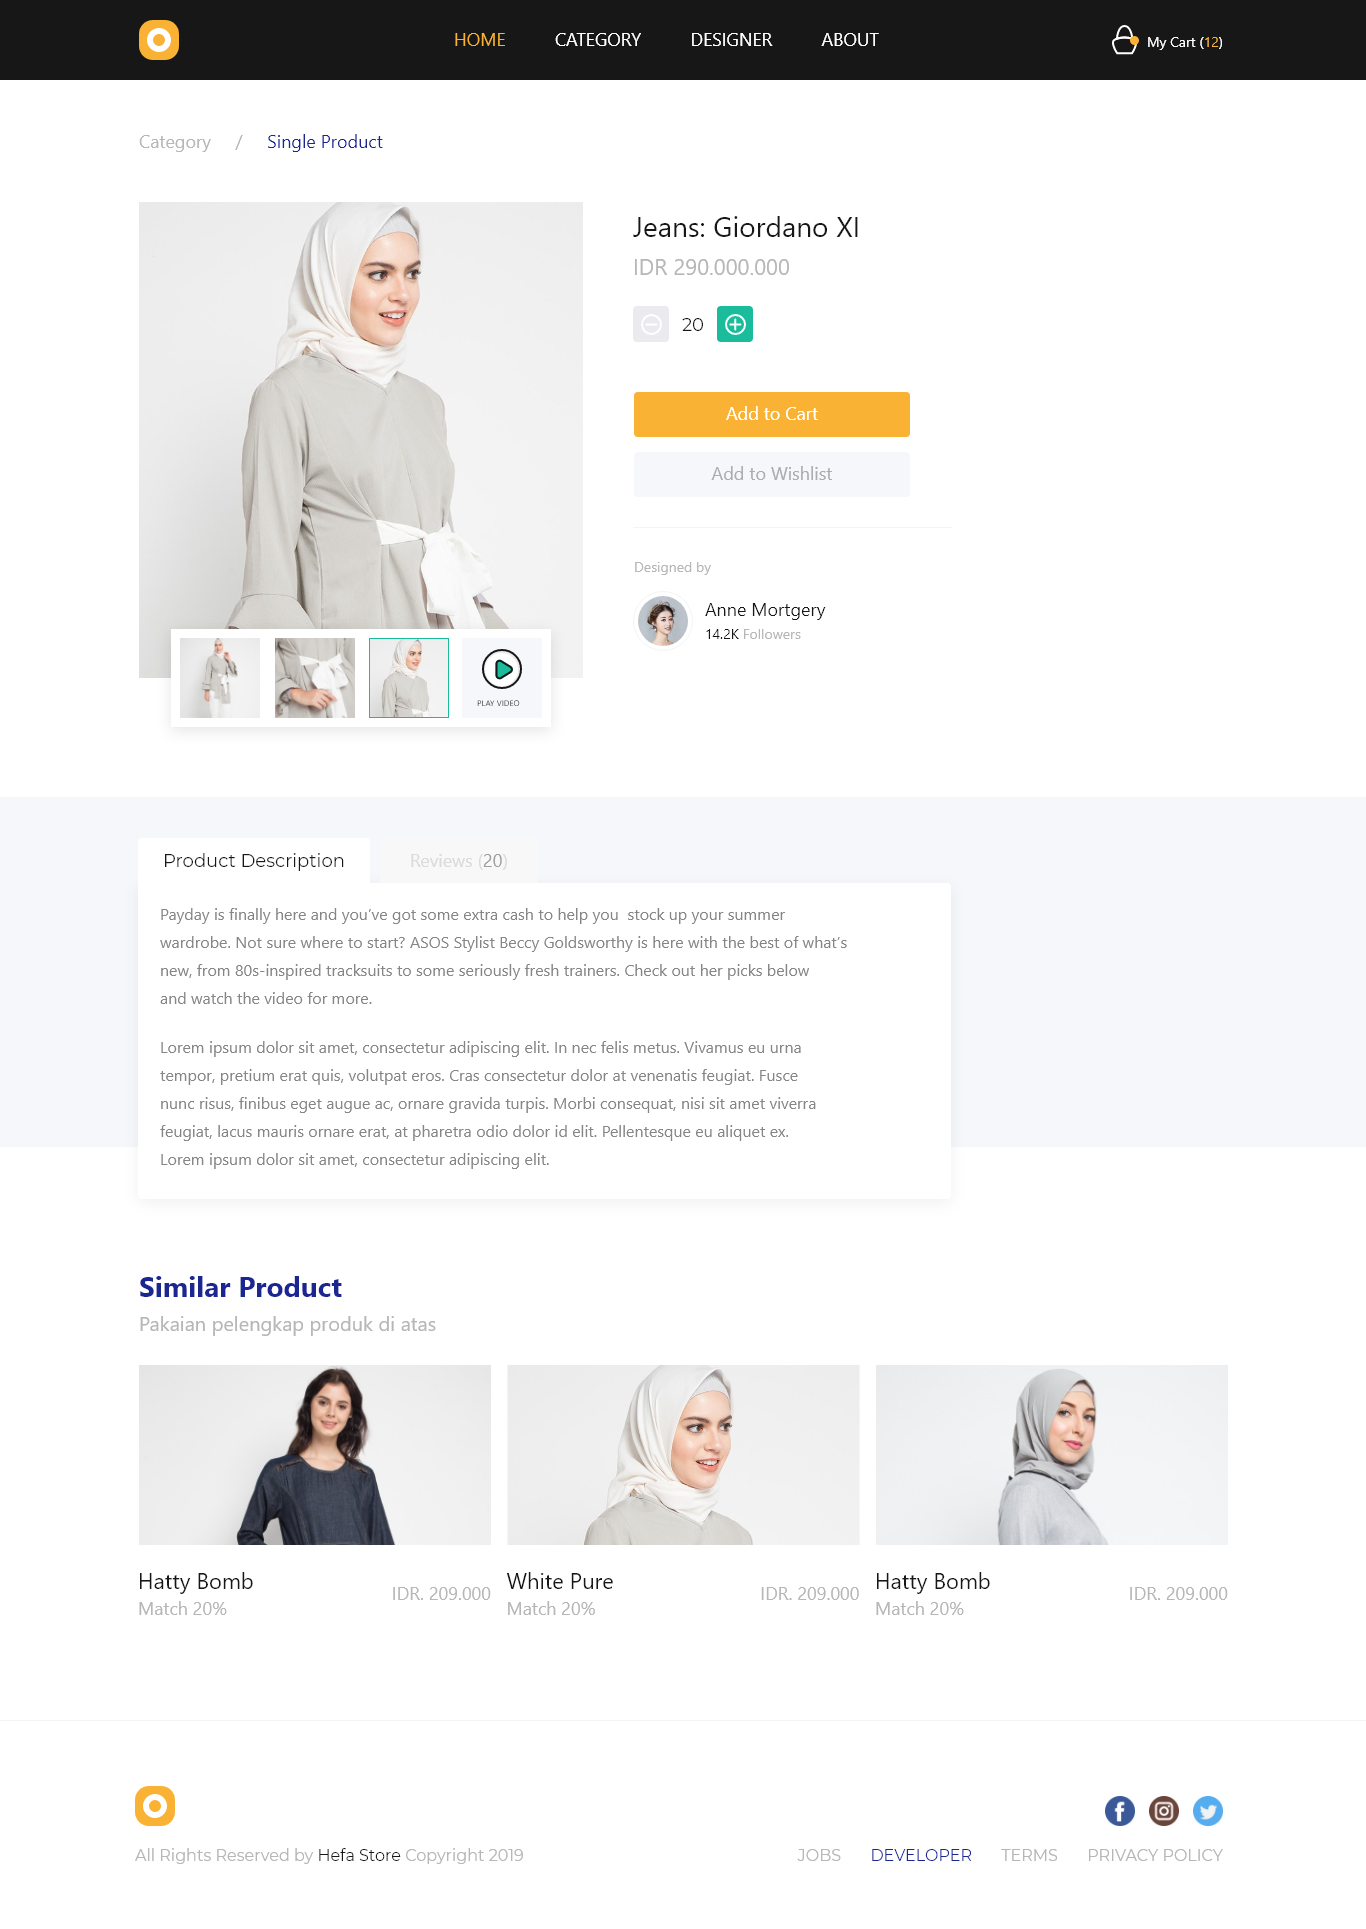 HOME CATEGORY DESIGNER ABOUT My Cart (12)
Category / Single Product
Jeans: Giordano XI
IDR 290.000.000
20
Add to Cart
Add to Wishlist
Designed by
Anne Mortgery
14.2K Followers
PLAY VIDEO
Product Description Reviews (20)
Payday is finally here and you’ve got some extra cash to help you  stock up your summer
wardrobe. Not sure where to start? ASOS Stylist Beccy Goldsworthy is here with the best of what’s
new, from 80s-inspired tracksuits to some seriously fresh trainers. Check out her picks below
and watch the video for more.
Lorem ipsum dolor sit amet, consectetur adipiscing elit. In nec felis metus. Vivamus eu urna
tempor, pretium erat quis, volutpat eros. Cras consectetur dolor at venenatis feugiat. Fusce
nunc risus, finibus eget augue ac, ornare gravida turpis. Morbi consequat, nisi sit amet viverra
feugiat, lacus mauris ornare erat, at pharetra odio dolor id elit. Pellentesque eu aliquet ex.
Lorem ipsum dolor sit amet, consectetur adipiscing elit.
Similar Product
Pakaian pelengkap produk di atas
Hatty Bomb
Match 20%
IDR. 209.000
White Pure
Match 20%
IDR. 209.000
Hatty Bomb
Match 20%
IDR. 209.000
All Rights Reserved by Hefa Store Copyright 2019
JOBS DEVELOPER TERMS PRIVACY POLICY